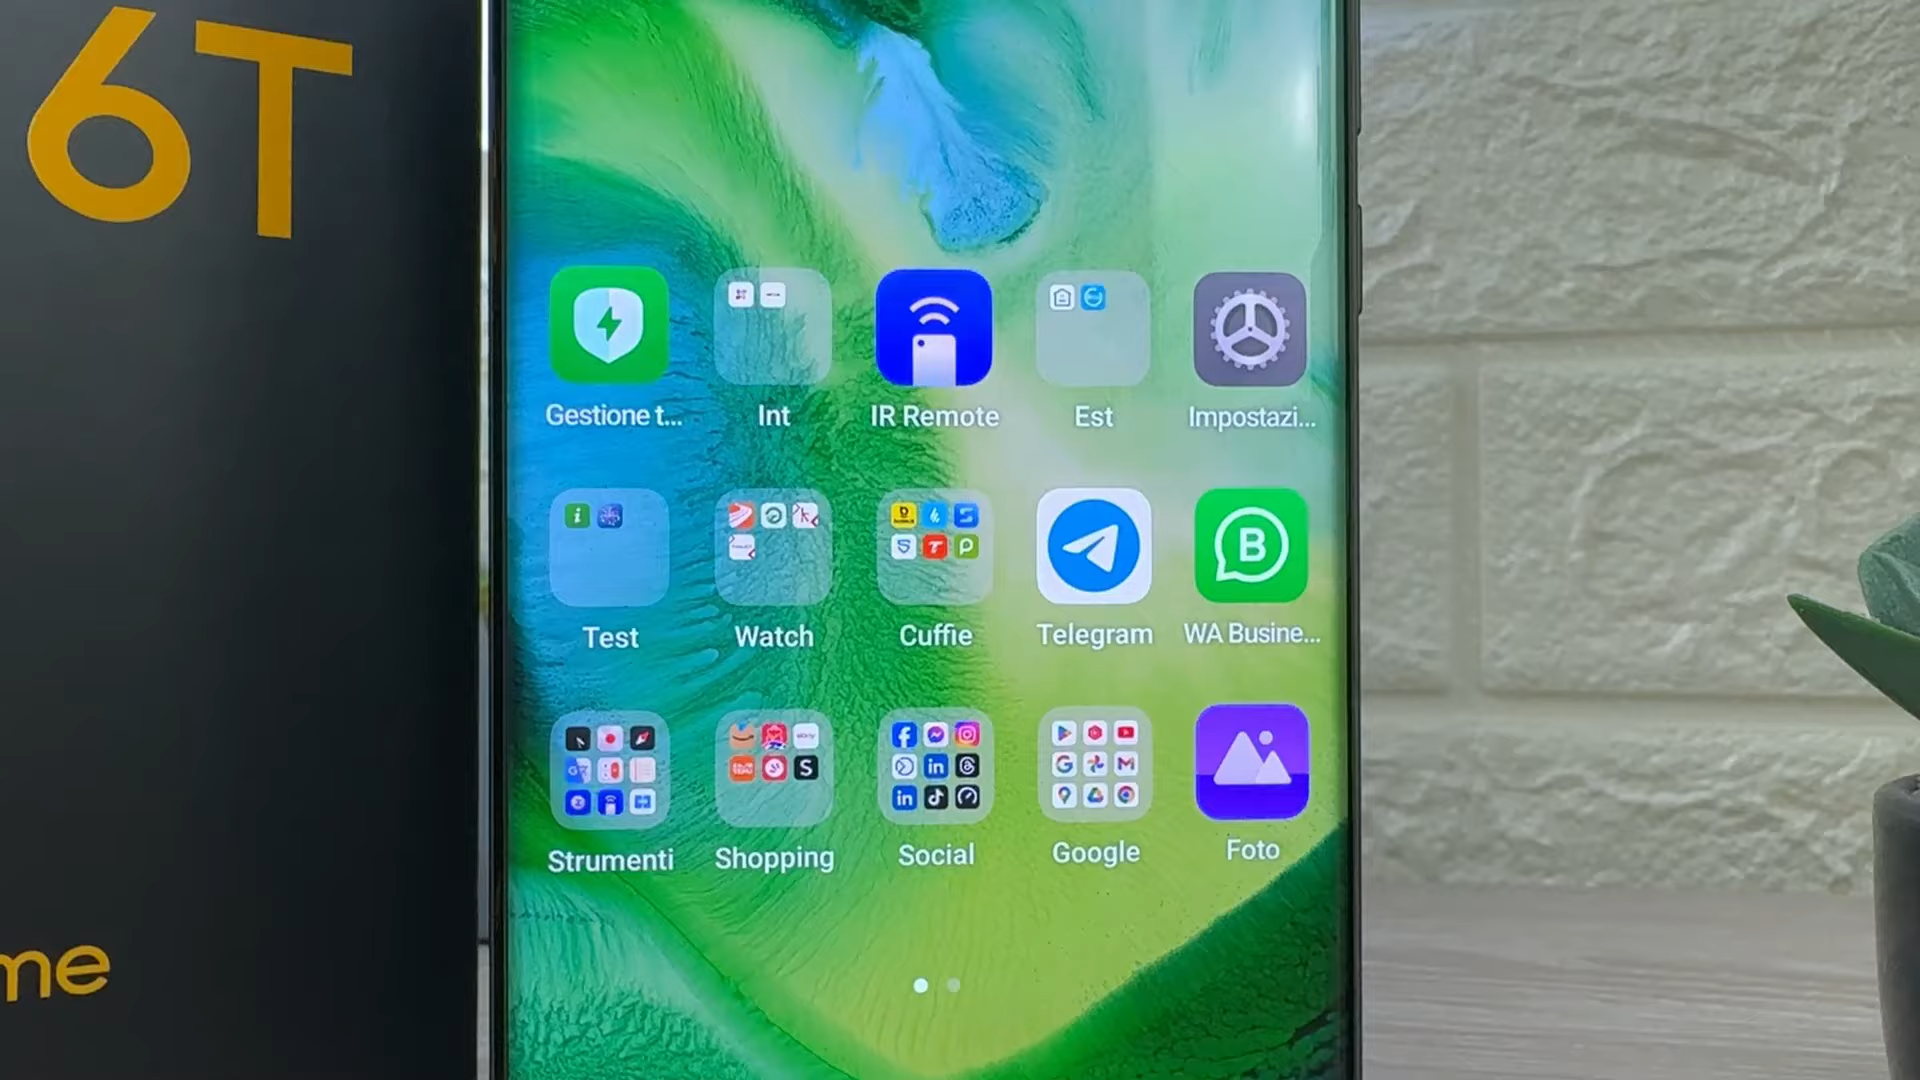 6T
me
Gestione t...
Int
IR Remote
Est
Impostazi...
Test
Watch
Cuffie
Telegram
WA Busine...
Strumenti
Shopping
Social
Google
Foto